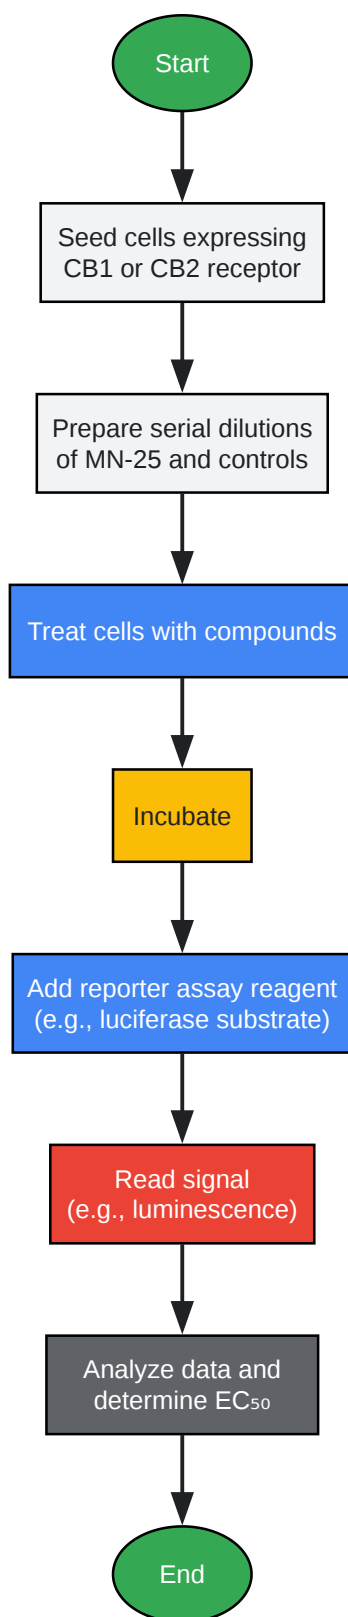 Start
Seed cells expressing
CB1 or CB2 receptor
Prepare serial dilutions
of MN-25 and controls
Treat cells with compounds
Incubate
Add reporter assay reagent
(e.g., luciferase substrate)
Read signal
(e.g., luminescence)
Analyze data and
determine EC₅₀
End